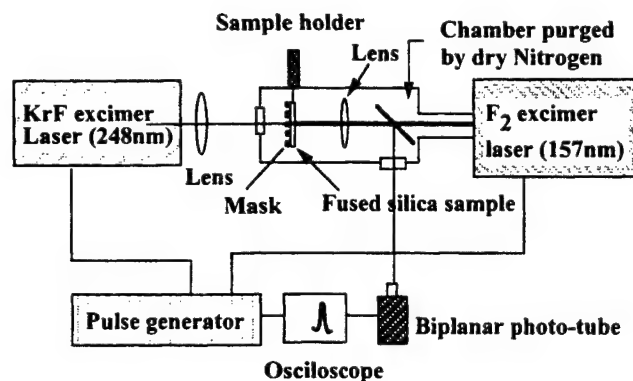 Sample holder
Chamber purged
by dry Nitrogen
Lens
KrF excimer
Laser (248nm)
F2 excimer
laser (157nm)
Lens
Mask
Fused silica sample
Pulse generator
Biplanar photo-tube
Osciloscope